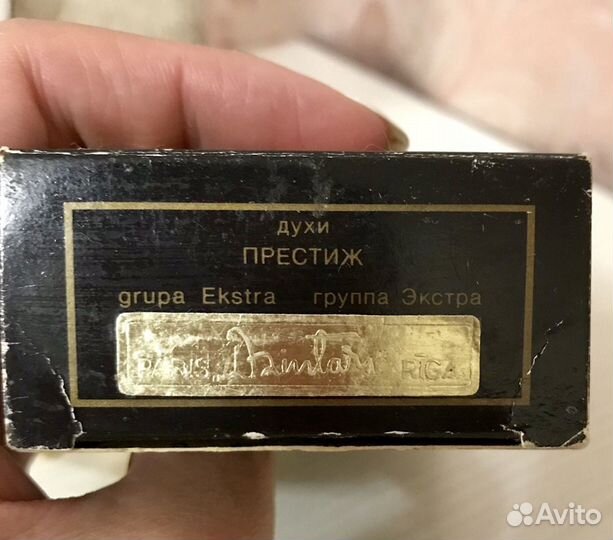 духи
ПРЕСТИЖ
grupa Ekstra группа Экстра
PARIS „Dzintars” RIGA
Avito